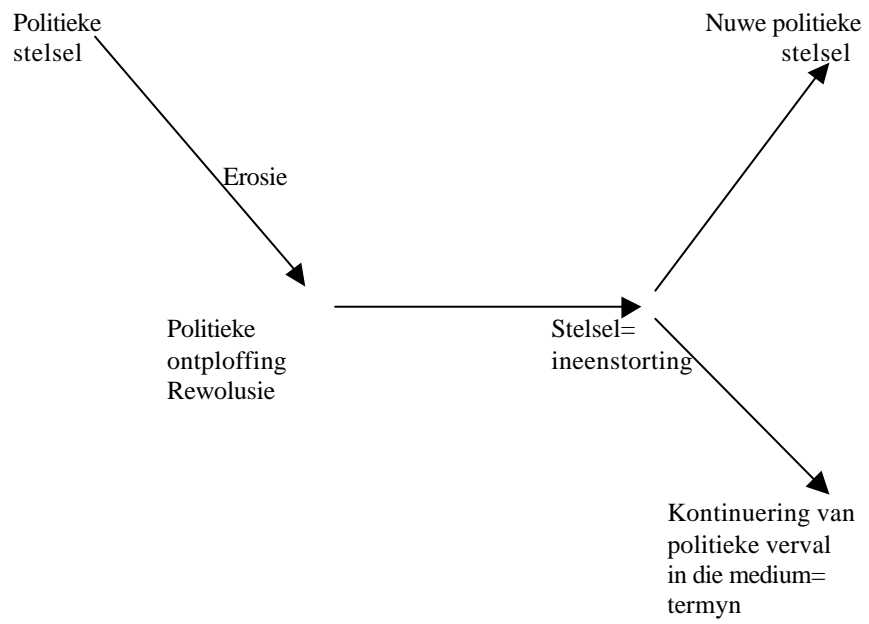 Politieke
stelsel
Nuwe politieke
stelsel
Erosie
Politieke
ontploffing
Rewolusie
Stelsel=
ineenstorting
Kontinuering van
politieke verval
in die medium=
termyn